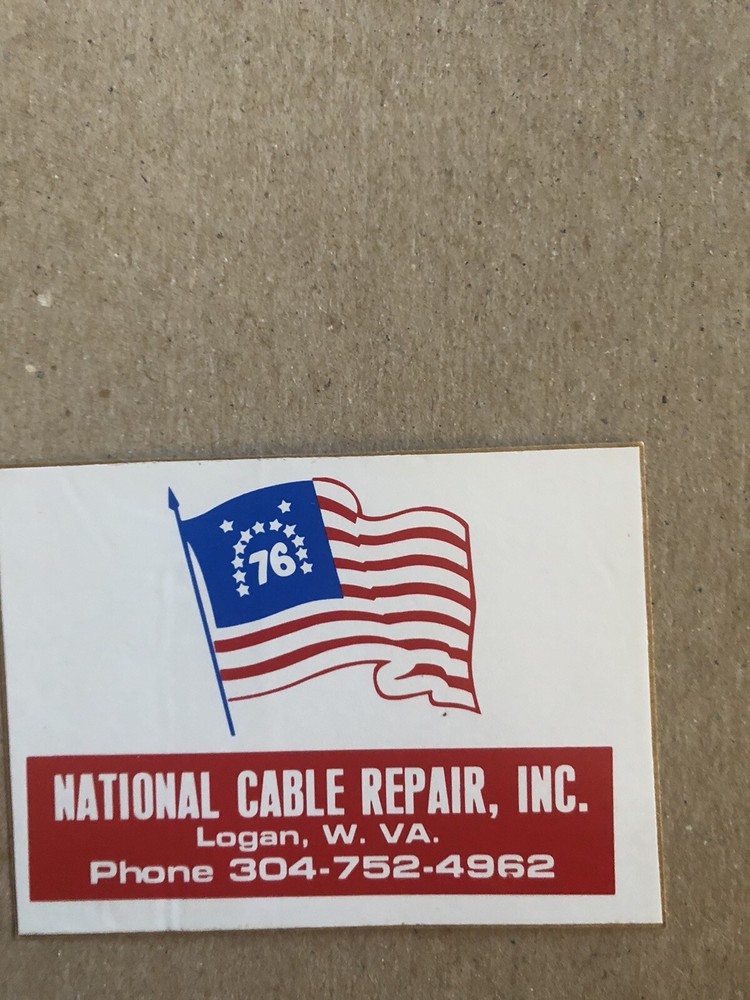 76
NATIONAL CABLE REPAIR, INC.
Logan, W. VA.
Phone 304-752-4962